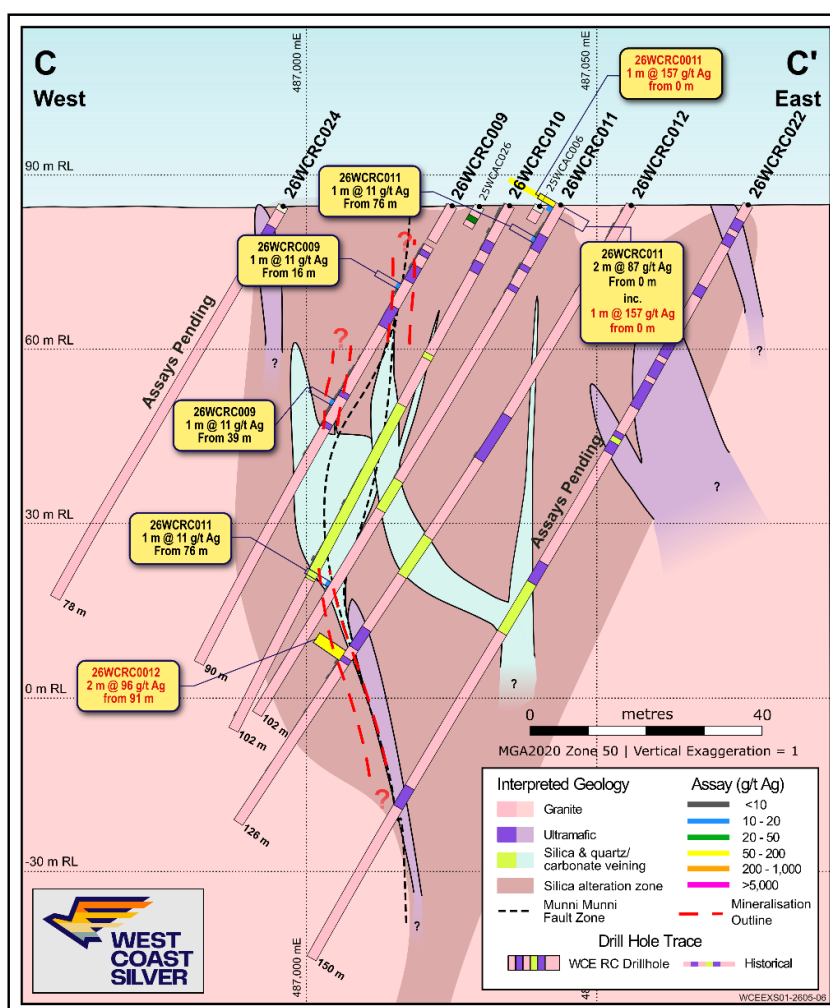 C
West
C'
East
487,000 mE
487,050 mE
26WCRC0011
1 m @ 157 g/t Ag
from 0 m
90 m RL
60 m RL
30 m RL
0 m RL
-30 m RL
26WCRC024
26WCRC009
25WCAC026
26WCRC010
25WCAC006
26WCRC011
26WCRC012
26WCRC022
26WCRC011
1 m @ 11 g/t Ag
From 76 m
26WCRC009
1 m @ 11 g/t Ag
From 16 m
26WCRC011
2 m @ 87 g/t Ag
From 0 m
inc.
1 m @ 157 g/t Ag
from 0 m
Assays Pending
26WCRC009
1 m @ 11 g/t Ag
From 39 m
Assays Pending
26WCRC011
1 m @ 11 g/t Ag
From 76 m
26WCRC0012
2 m @ 96 g/t Ag
from 91 m
?
?
?
?
?
?
?
?
?
78 m
90 m
102 m
102 m
126 m
150 m
0 metres 40
MGA2020 Zone 50 | Vertical Exaggeration = 1
Interpreted Geology
Granite
Ultramafic
Silica & quartz/
carbonate veining
Silica alteration zone
Munni Munni
Fault Zone
Assay (g/t Ag)
<10
10 - 20
20 - 50
50 - 200
200 - 1,000
>5,000
Mineralisation
Outline
Drill Hole Trace
WCE RC Drillhole
Historical
WEST
COAST
SILVER
487,000 mE
WCEEXS01-2605-06